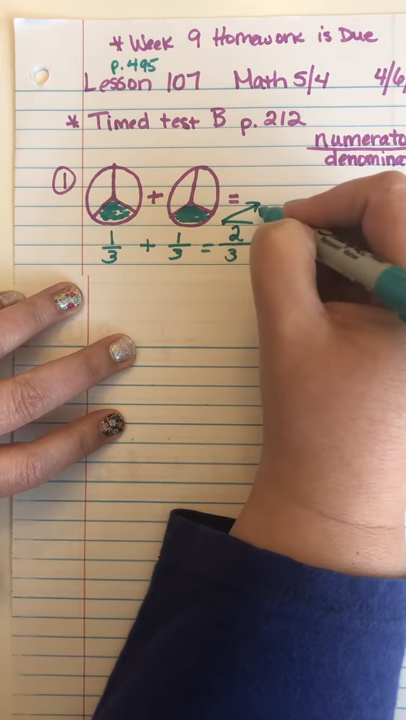 * Week 9 Homework is Due
p. 495
Lesson 107 Math 5/4 4/6/
* Timed test B p. 212
numerato
denomina
① + =
1/3 + 1/3 = 2/3